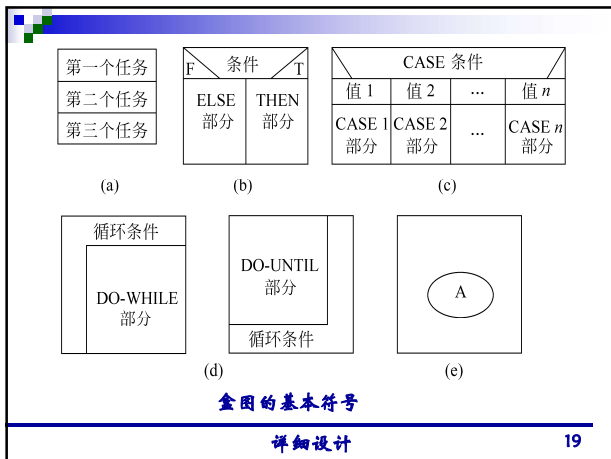 第一个任务
第二个任务
第三个任务
(a)
F 条件 T
ELSE 部分
THEN 部分
(b)
CASE 条件
值 1 值 2 ... 值 n
CASE 1 部分
CASE 2 部分
...
CASE n 部分
(c)
循环条件
DO-WHILE
部分
DO-UNTIL
部分
循环条件
(d)
A
(e)
盒图的基本符号
详细设计
19